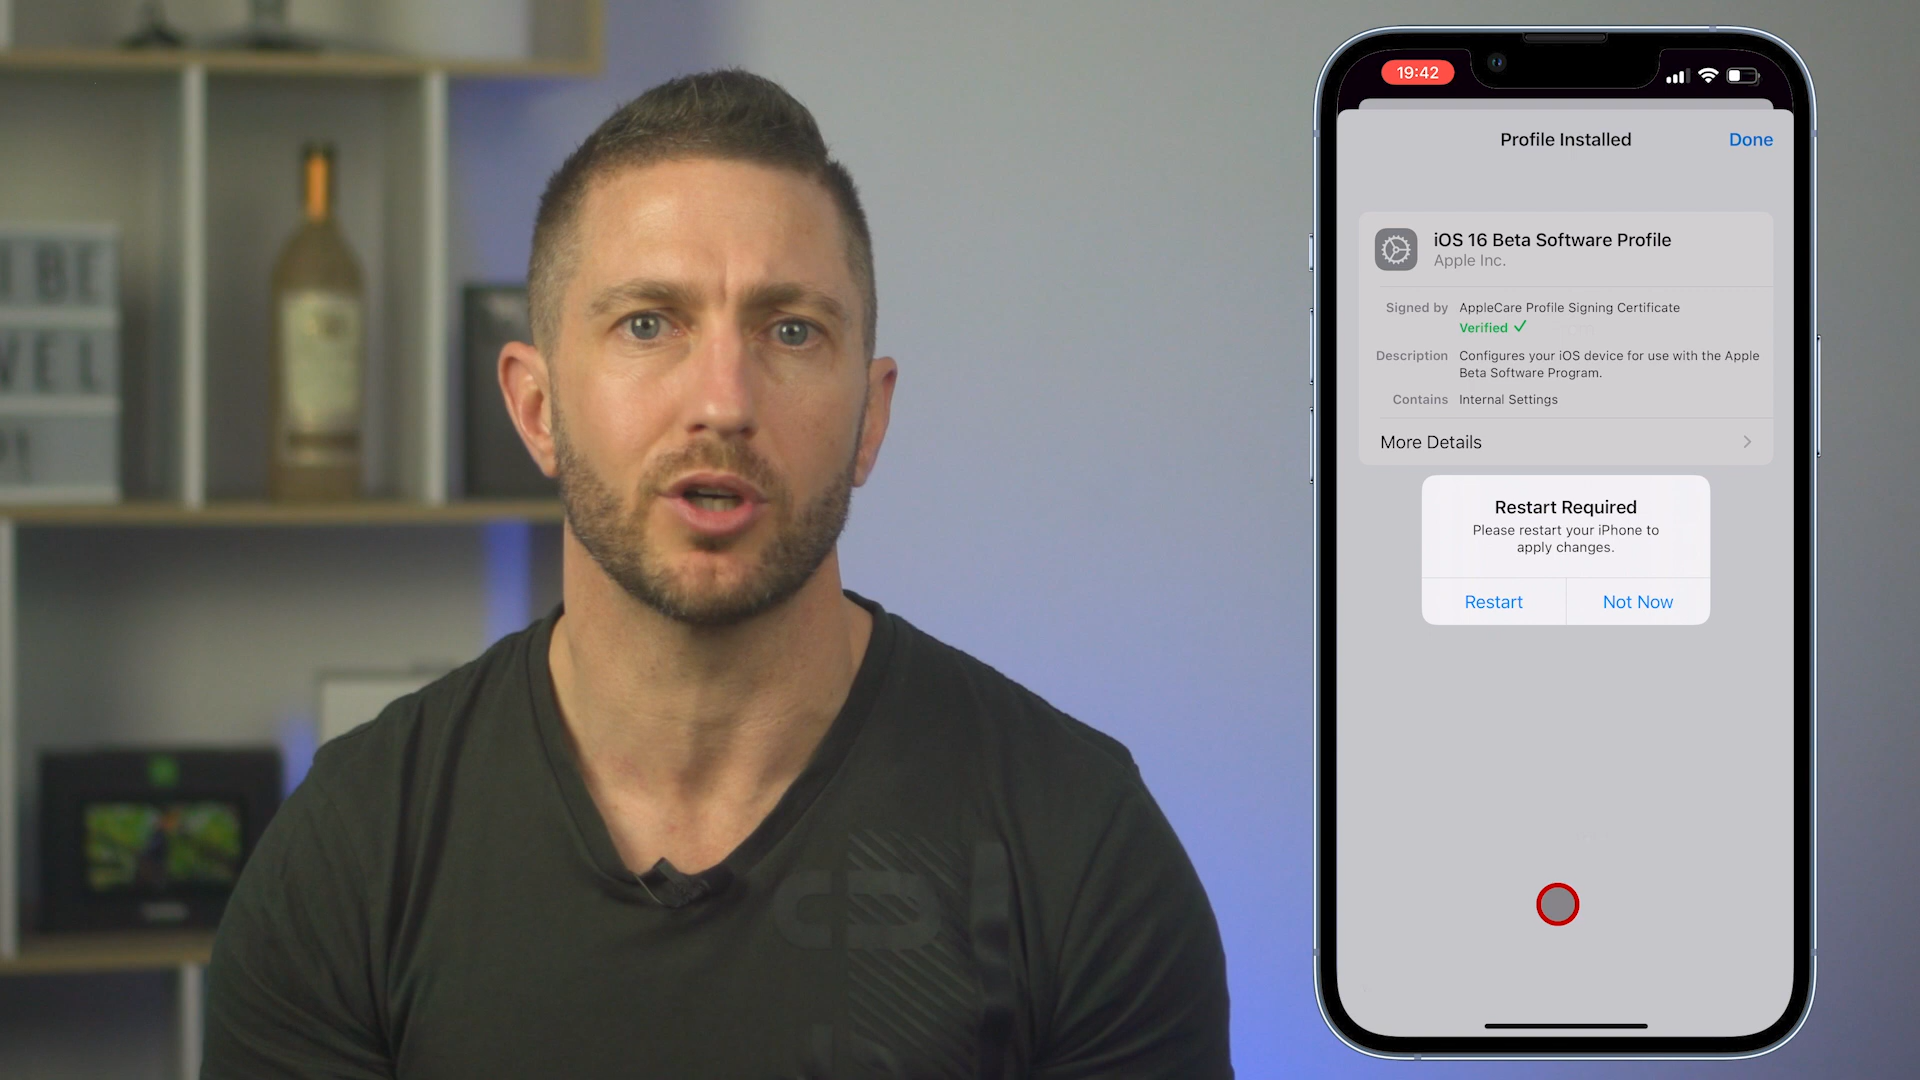 BE
VEL
19:42
Profile Installed
Done
iOS 16 Beta Software Profile
Apple Inc.
Signed by AppleCare Profile Signing Certificate
Verified ✓
Description Configures your iOS device for use with the Apple
Beta Software Program.
Contains Internal Settings
More Details
Restart Required
Please restart your iPhone to
apply changes.
Restart
Not Now